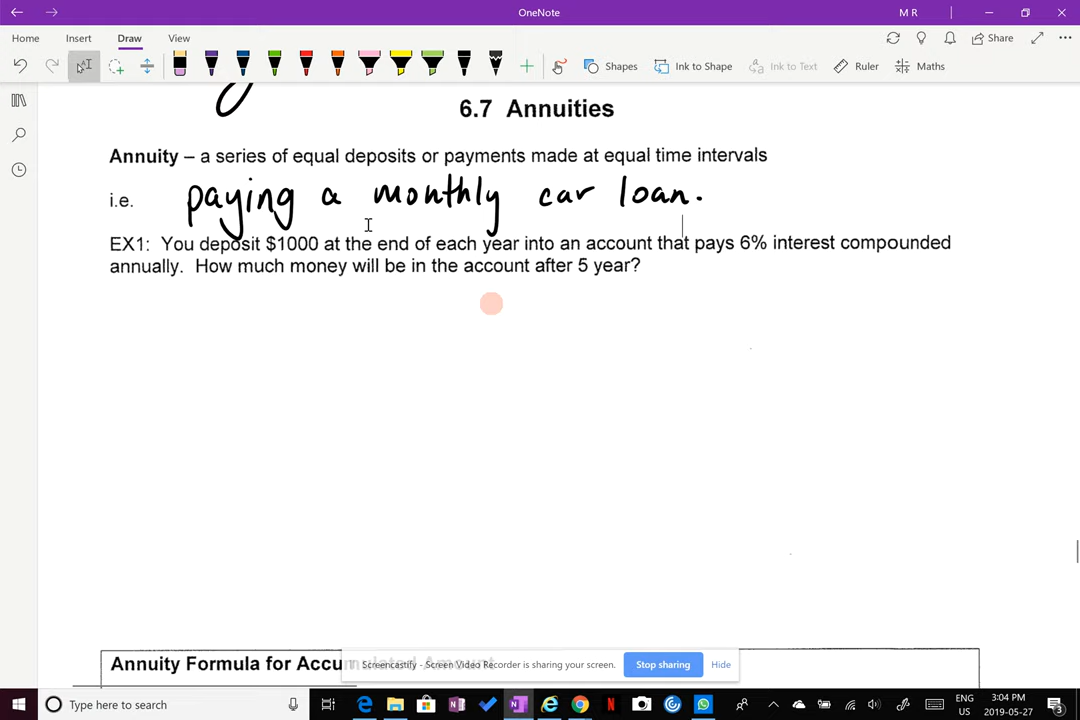 OneNote
M R
Home Insert Draw View
Share
Shapes Ink to Shape Ink to Text Ruler Maths
6.7 Annuities
Annuity – a series of equal deposits or payments made at equal time intervals
i.e. paying a monthly car loan.
EX1: You deposit $1000 at the end of each year into an account that pays 6% interest compounded
annually. How much money will be in the account after 5 year?
Annuity Formula for
Screencastify - Screen Video Recorder is sharing your screen. Stop sharing Hide
Type here to search
ENG
US
3:04 PM
2019-05-27
3